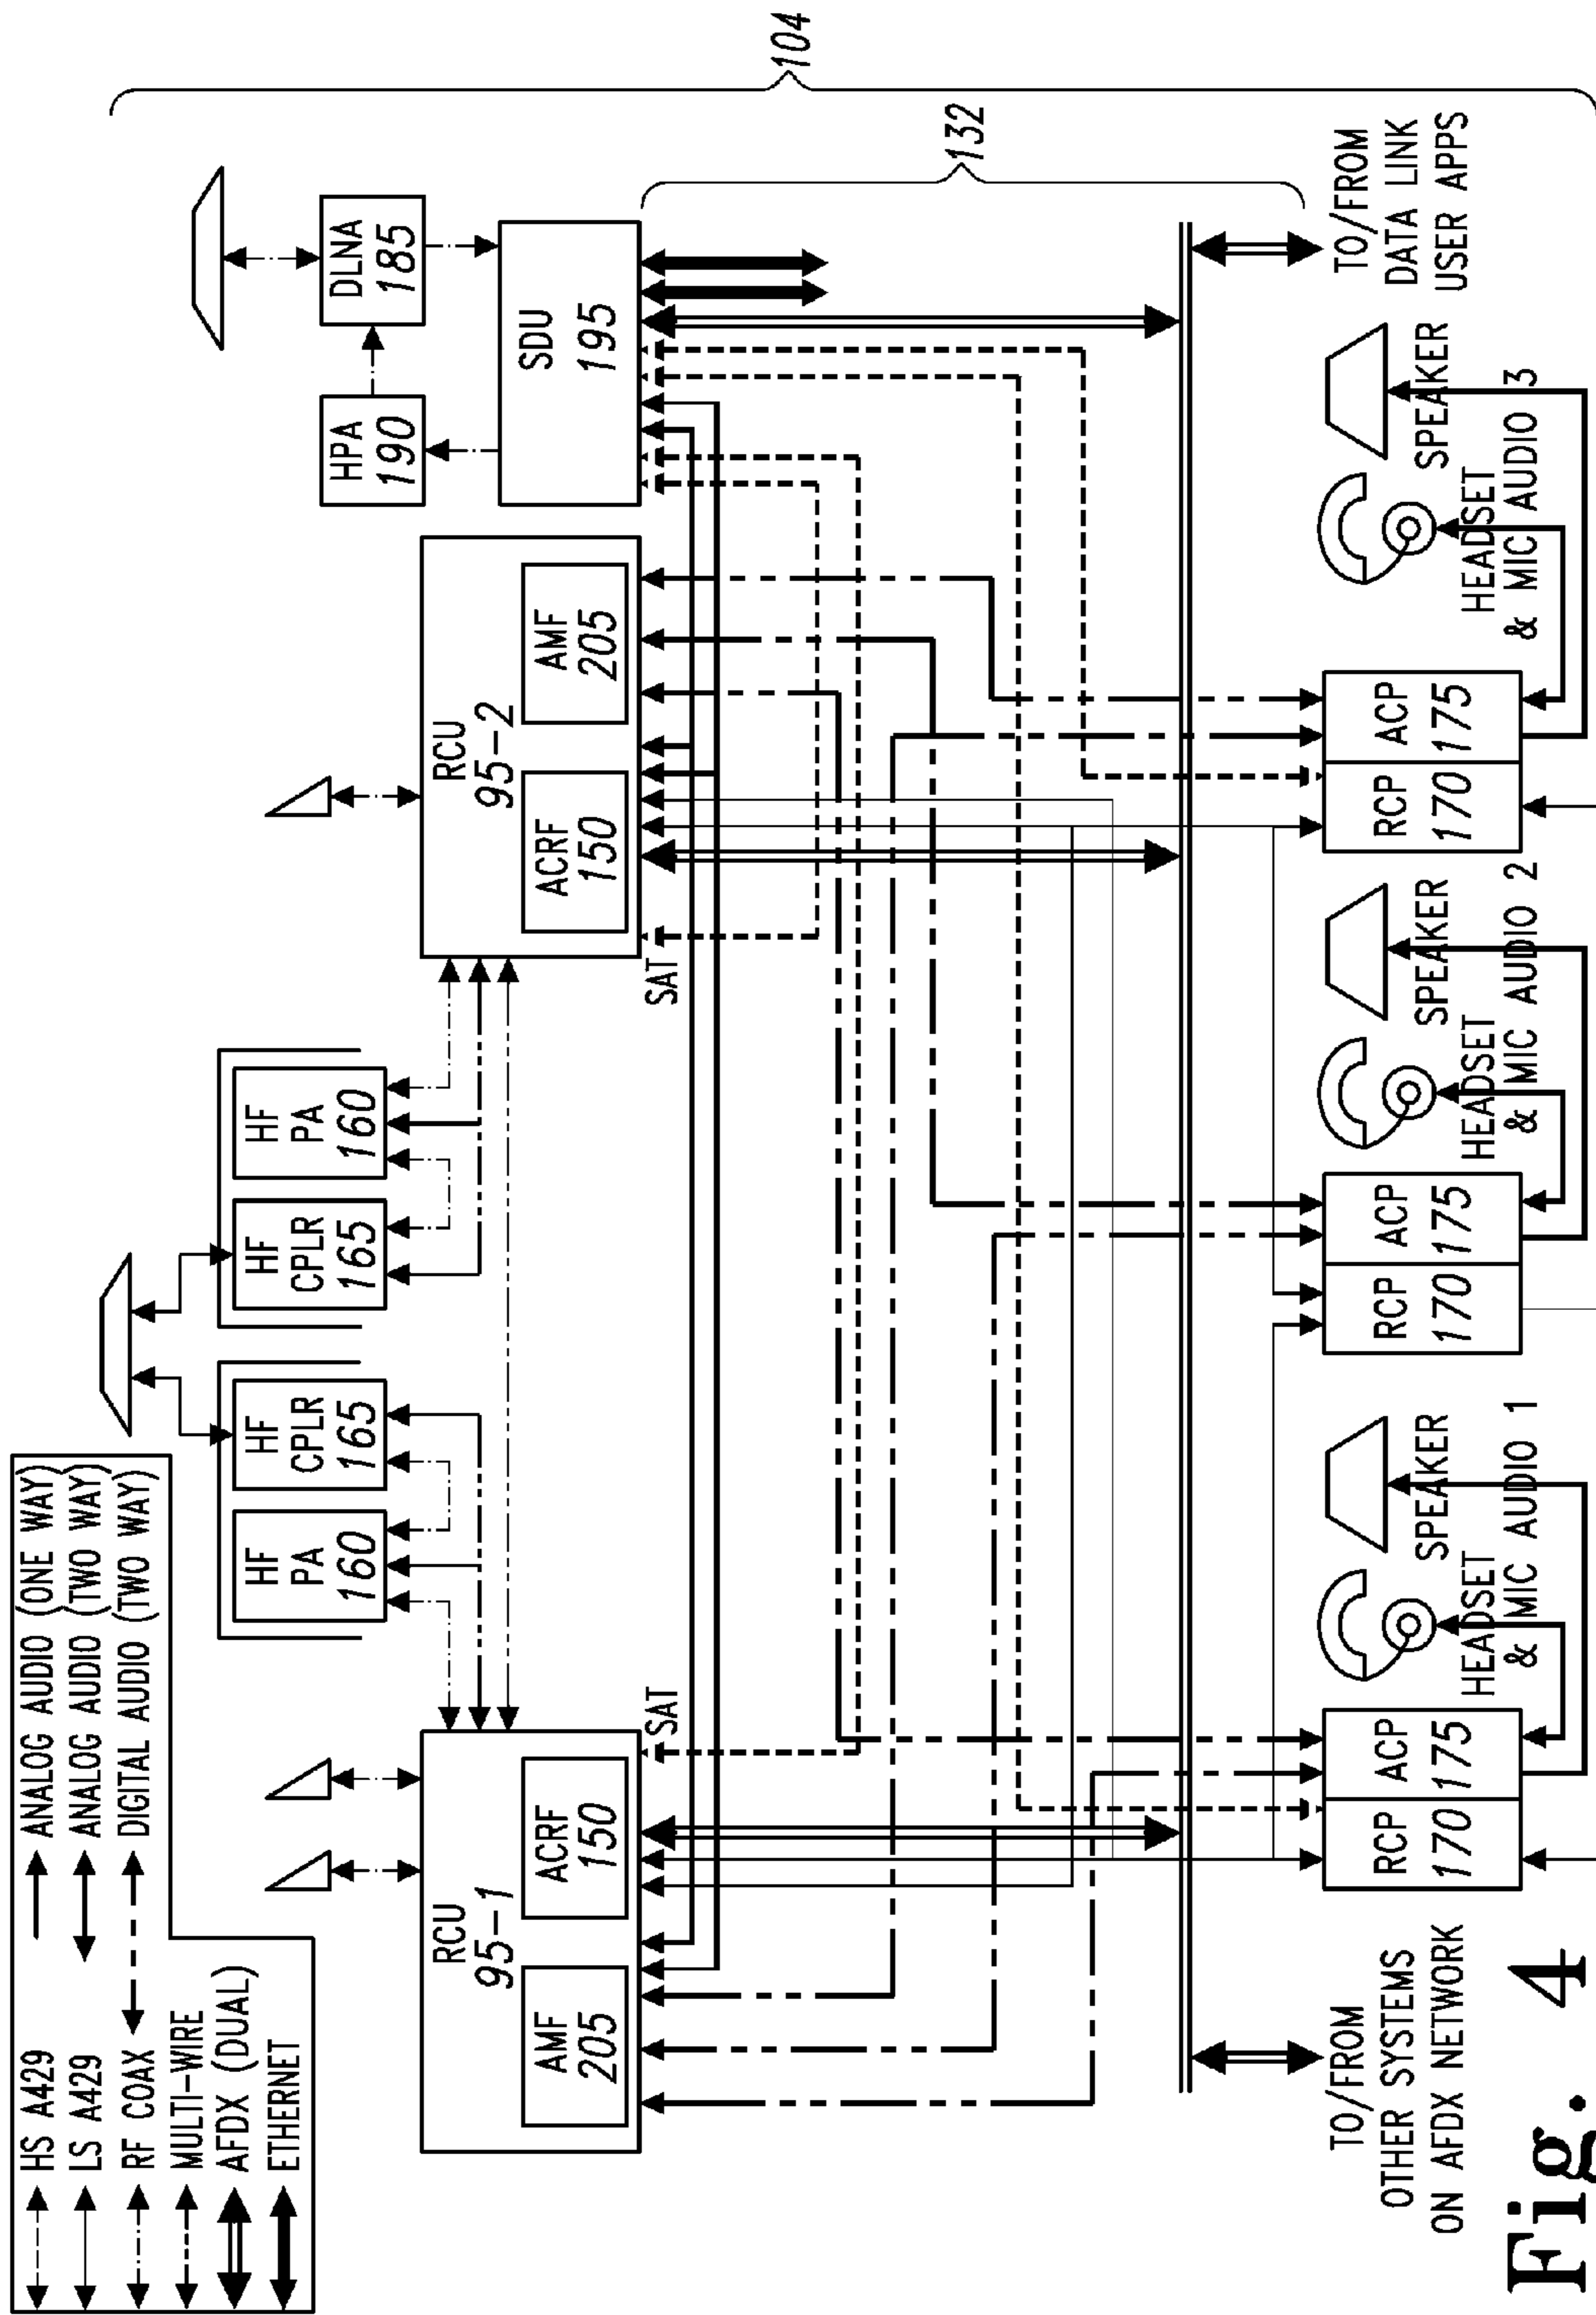 HS A429
LS A429
RF COAX
MULTI-WIRE
AFDX (DUAL)
ETHERNET
ANALOG AUDIO (ONE WAY)
ANALOG AUDIO (TWO WAY)
DIGITAL AUDIO (TWO WAY)
HF
PA
160
HF
CPLR
165
HF
CPLR
165
HF
PA
160
HPA
190
DLNA
185
104
RCU
95-1
AMF
205
ACRF
150
SAT
RCU
95-2
ACRF
150
AMF
205
SAT
SDU
195
132
TO/FROM
OTHER SYSTEMS
ON AFDX NETWORK
RCP
170
ACP
175
HEADSET
& MIC AUDIO 1
SPEAKER
RCP
170
ACP
175
HEADSET
& MIC AUDIO 2
SPEAKER
RCP
170
ACP
175
HEADSET
& MIC AUDIO 3
SPEAKER
TO/FROM
DATA LINK
USER APPS
Fig. 4